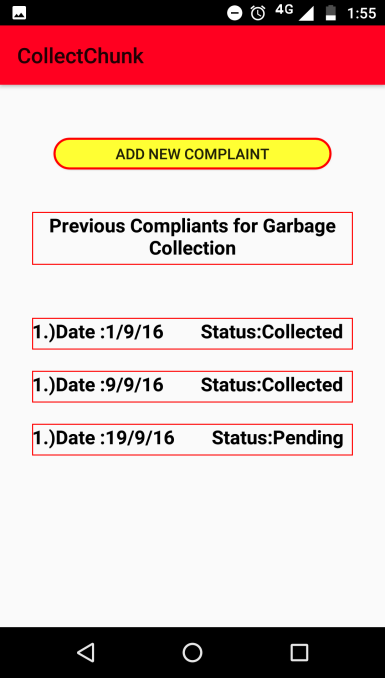 4G 1:55
CollectChunk
ADD NEW COMPLAINT
Previous Compliants for Garbage
Collection
1.)Date :1/9/16 Status:Collected
1.)Date :9/9/16 Status:Collected
1.)Date :19/9/16 Status:Pending